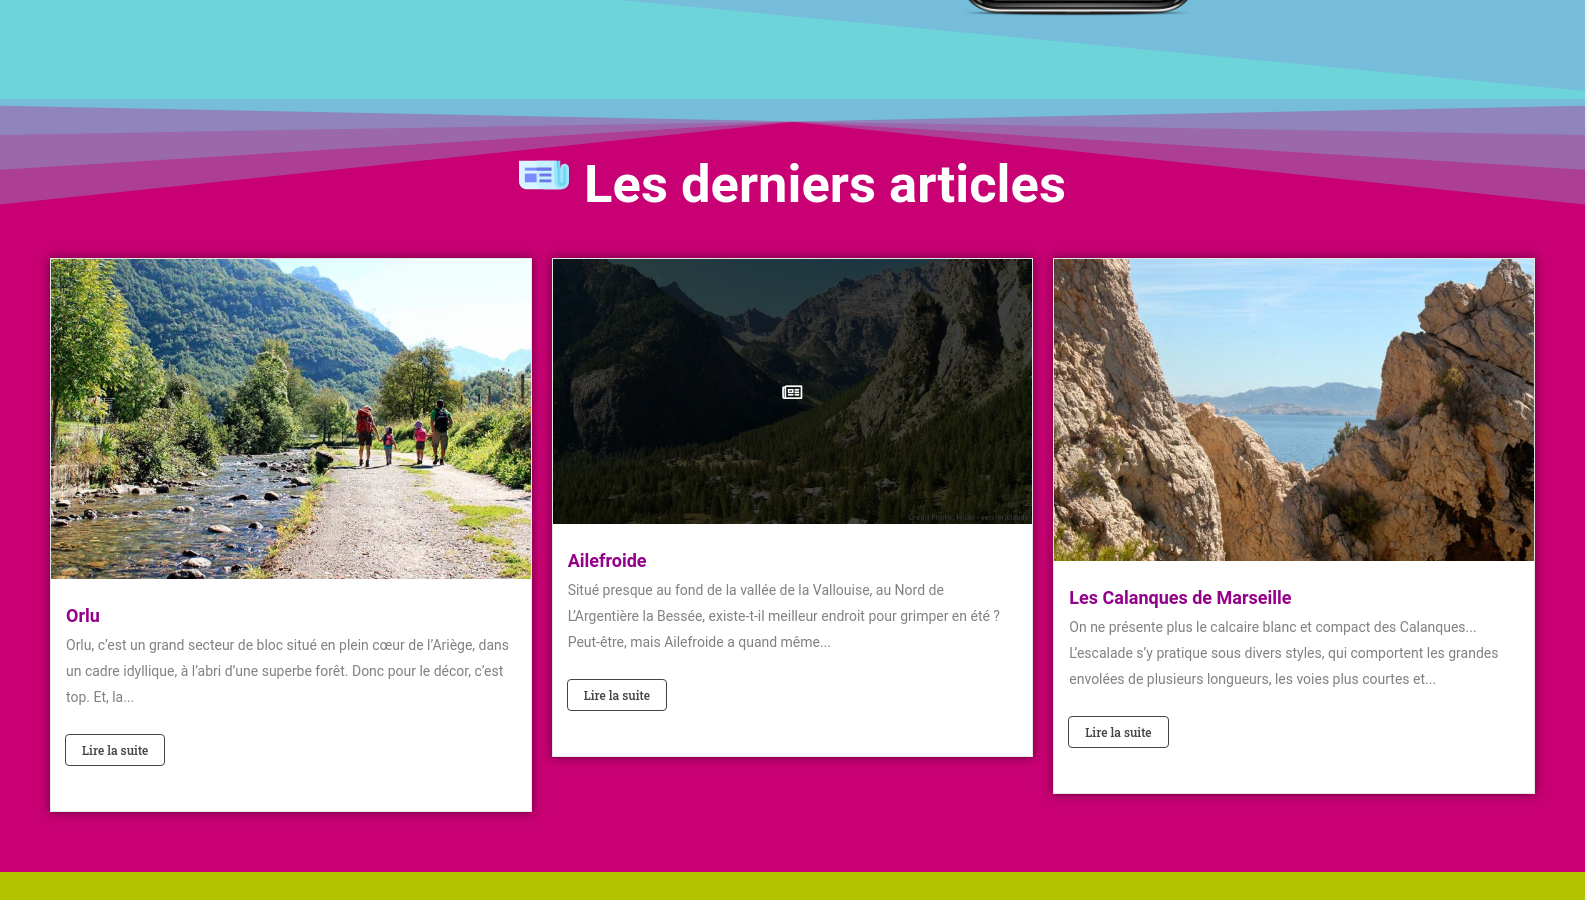 Les derniers articles
Orlu
Orlu, c’est un grand secteur de bloc situé en plein cœur de l’Ariège, dans
un cadre idyllique, à l’abri d’une superbe forêt. Donc pour le décor, c’est
top. Et, la...
Lire la suite
Ailefroide
Situé presque au fond de la vallée de la Vallouise, au Nord de
L’Argentière la Bessée, existe-t-il meilleur endroit pour grimper en été ?
Peut-être, mais Ailefroide a quand même...
Lire la suite
Les Calanques de Marseille
On ne présente plus le calcaire blanc et compact des Calanques...
L’escalade s’y pratique sous divers styles, qui comportent les grandes
envolées de plusieurs longueurs, les voies plus courtes et...
Lire la suite